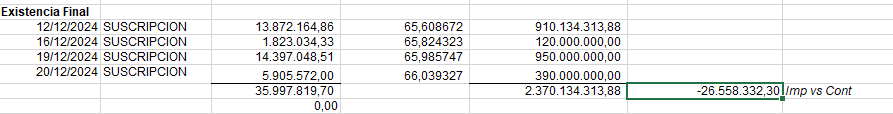 Existencia Final
12/12/2024 SUSCRIPCION 13.872.164,86 65,608672 910.134.313,88
16/12/2024 SUSCRIPCION 1.823.034,33 65,824323 120.000.000,00
19/12/2024 SUSCRIPCION 14.397.048,51 65,985747 950.000.000,00
20/12/2024 SUSCRIPCION 5.905.572,00 66,039327 390.000.000,00
35.997.819,70 2.370.134.313,88 -26.558.332,30 Imp vs Cont
0,00